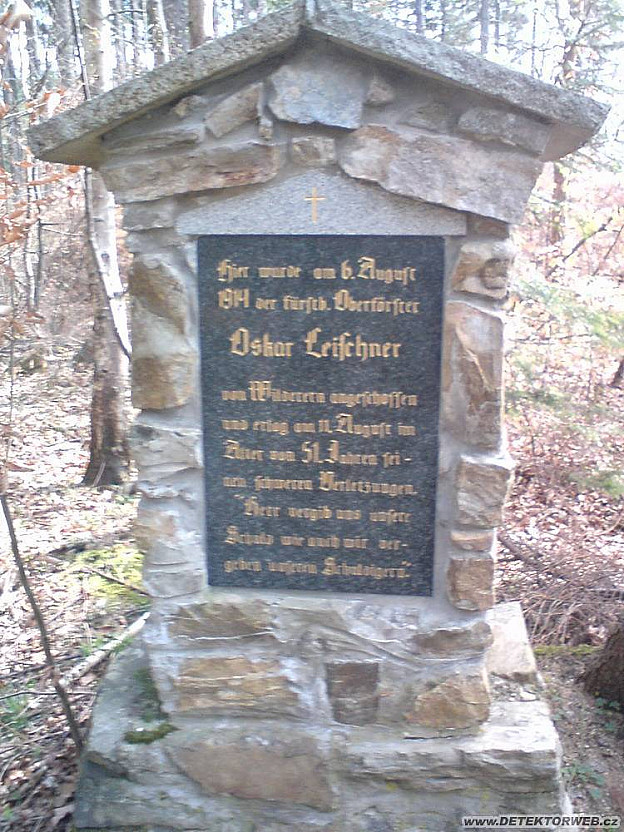 Hier wurde am 6. August
1914 der fürstb. Oberförster
Oskar Leischner
von Wilderern angeschossen
und erlag am 11. August im
Alter von 51. Jahren sei-
nen schweren Verletzungen.
"Herr vergib uns unsere
Schuld wie auch wir ver-
geben unseren Schuldigern".
www.DETEKTORWEB.cz